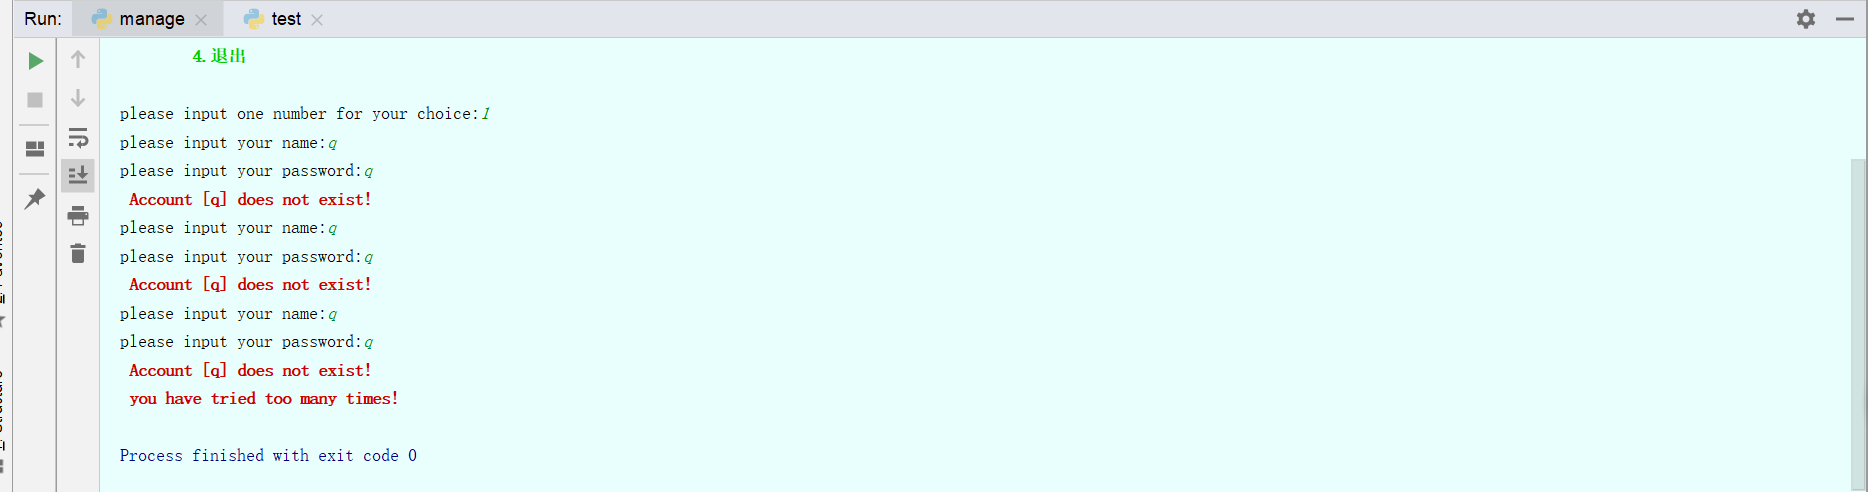 Run: manage test
4.退出
please input one number for your choice:1
please input your name:q
please input your password:q
Account [q] does not exist!
please input your name:q
please input your password:q
Account [q] does not exist!
please input your name:q
please input your password:q
Account [q] does not exist!
you have tried too many times!
Process finished with exit code 0